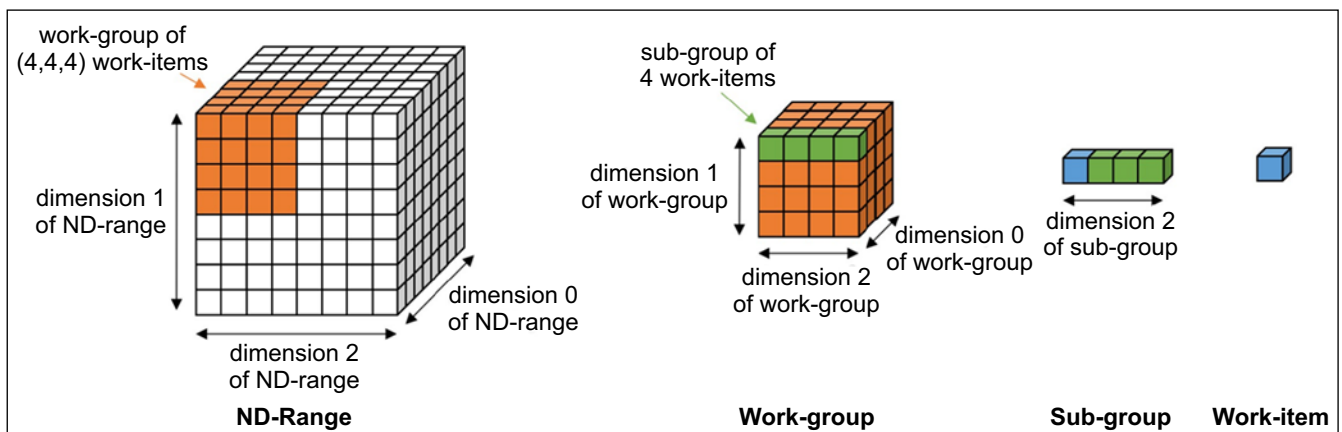 work-group of
(4,4,4) work-items
dimension 1
of ND-range
dimension 0
of ND-range
dimension 2
of ND-range
ND-Range
sub-group of
4 work-items
dimension 1
of work-group
dimension 0
of work-group
dimension 2
of work-group
Work-group
dimension 2
of sub-group
Sub-group
Work-item